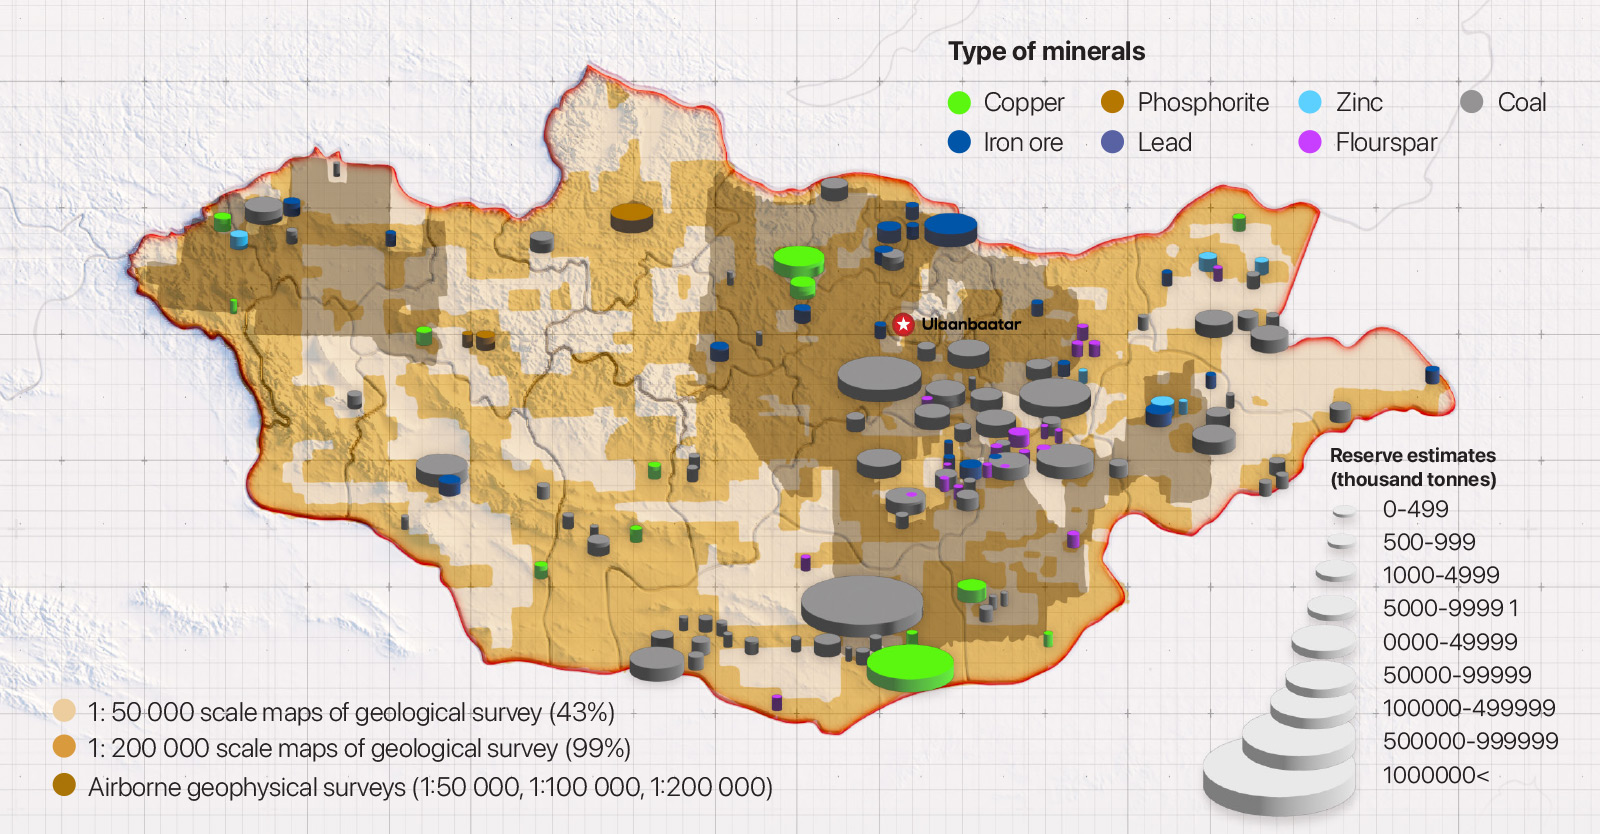 Type of minerals
Copper
Phosphorite
Zinc
Coal
Iron ore
Lead
Flourspar
Ulaanbaatar
Reserve estimates
(thousand tonnes)
0-499
500-999
1000-4999
5000-9999 1
0000-49999
50000-99999
100000-499999
500000-999999
1000000<
1: 50 000 scale maps of geological survey (43%)
1: 200 000 scale maps of geological survey (99%)
Airborne geophysical surveys (1:50 000, 1:100 000, 1:200 000)